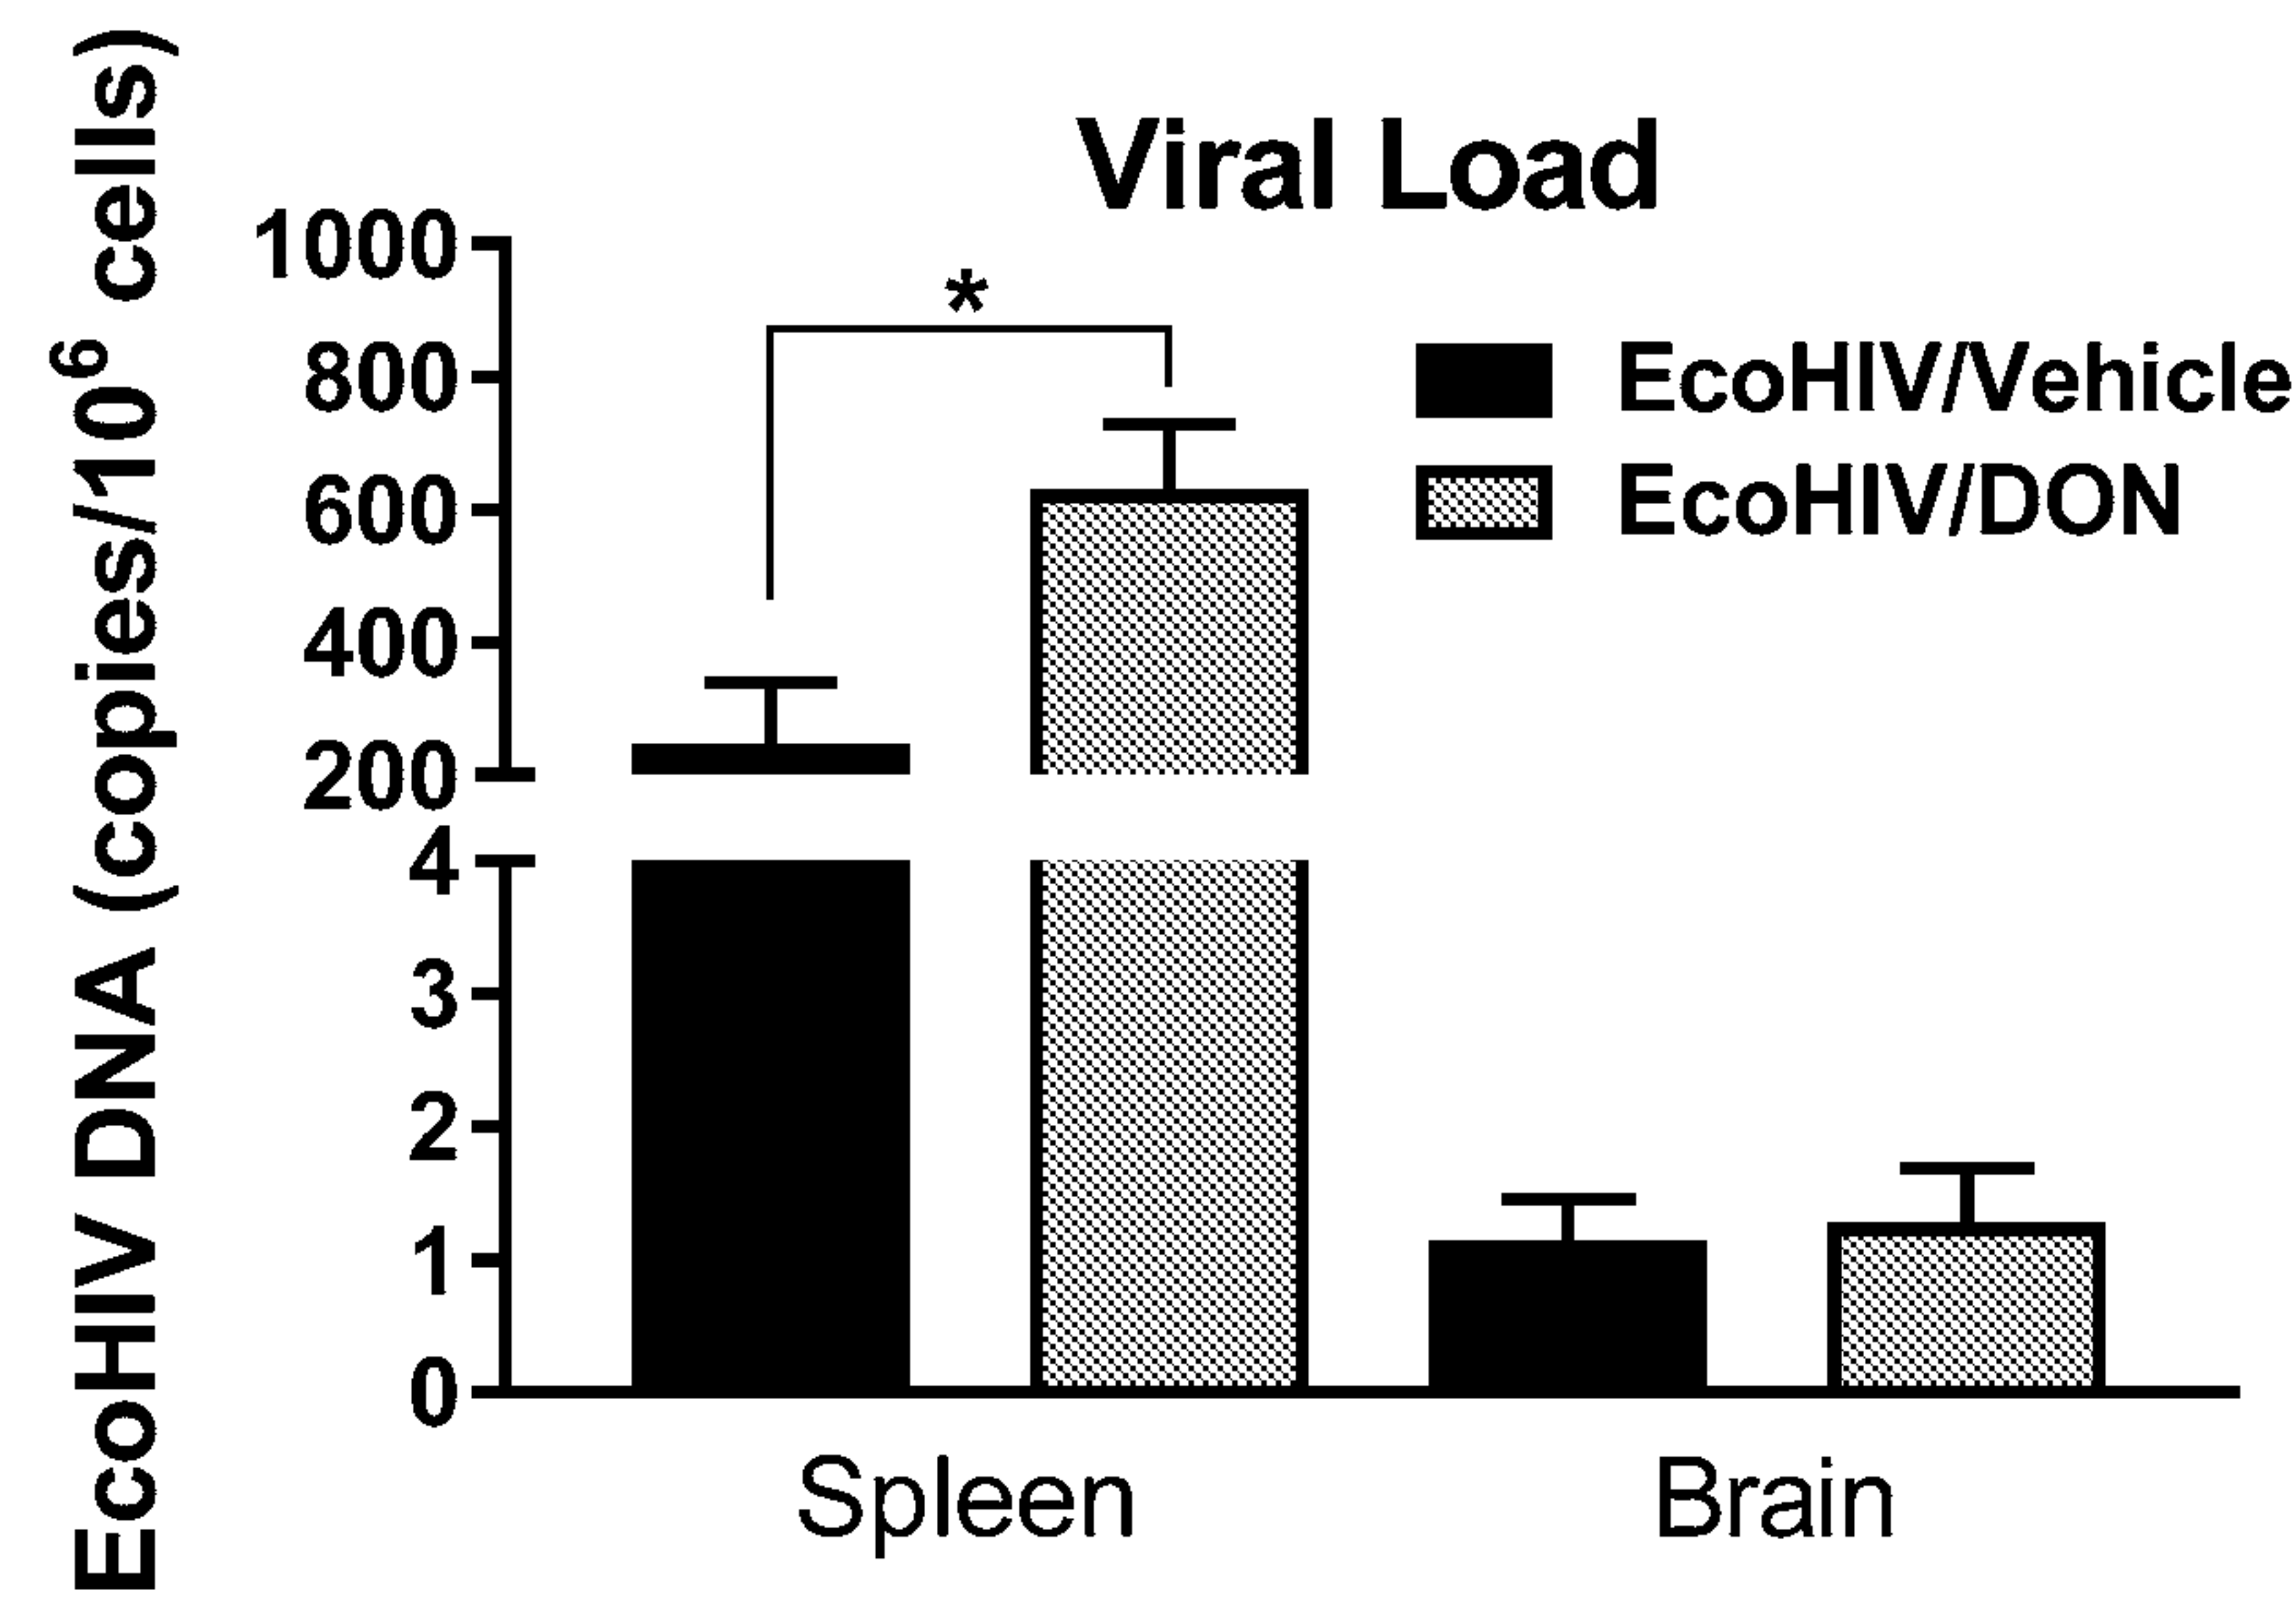 Viral Load
EcoHIV DNA (copies/10⁶ cells)
1000
800
600
400
200
4
3
2
1
0
*
EcoHIV/Vehicle
EcoHIV/DON
Spleen
Brain